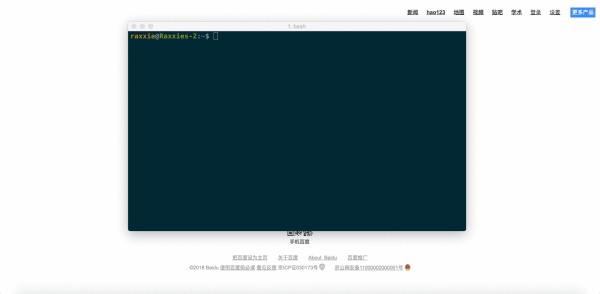 新闻 hao123 地图 视频 贴吧 学术 登录 设置 更多产品
1. bash
raxxie@Raxxies-2:~$
手机百度
把百度设为主页 关于百度 About Baidu 百度推广
©2018 Baidu 使用百度前必读 意见反馈 京ICP证030173号 京公网安备11000002000001号